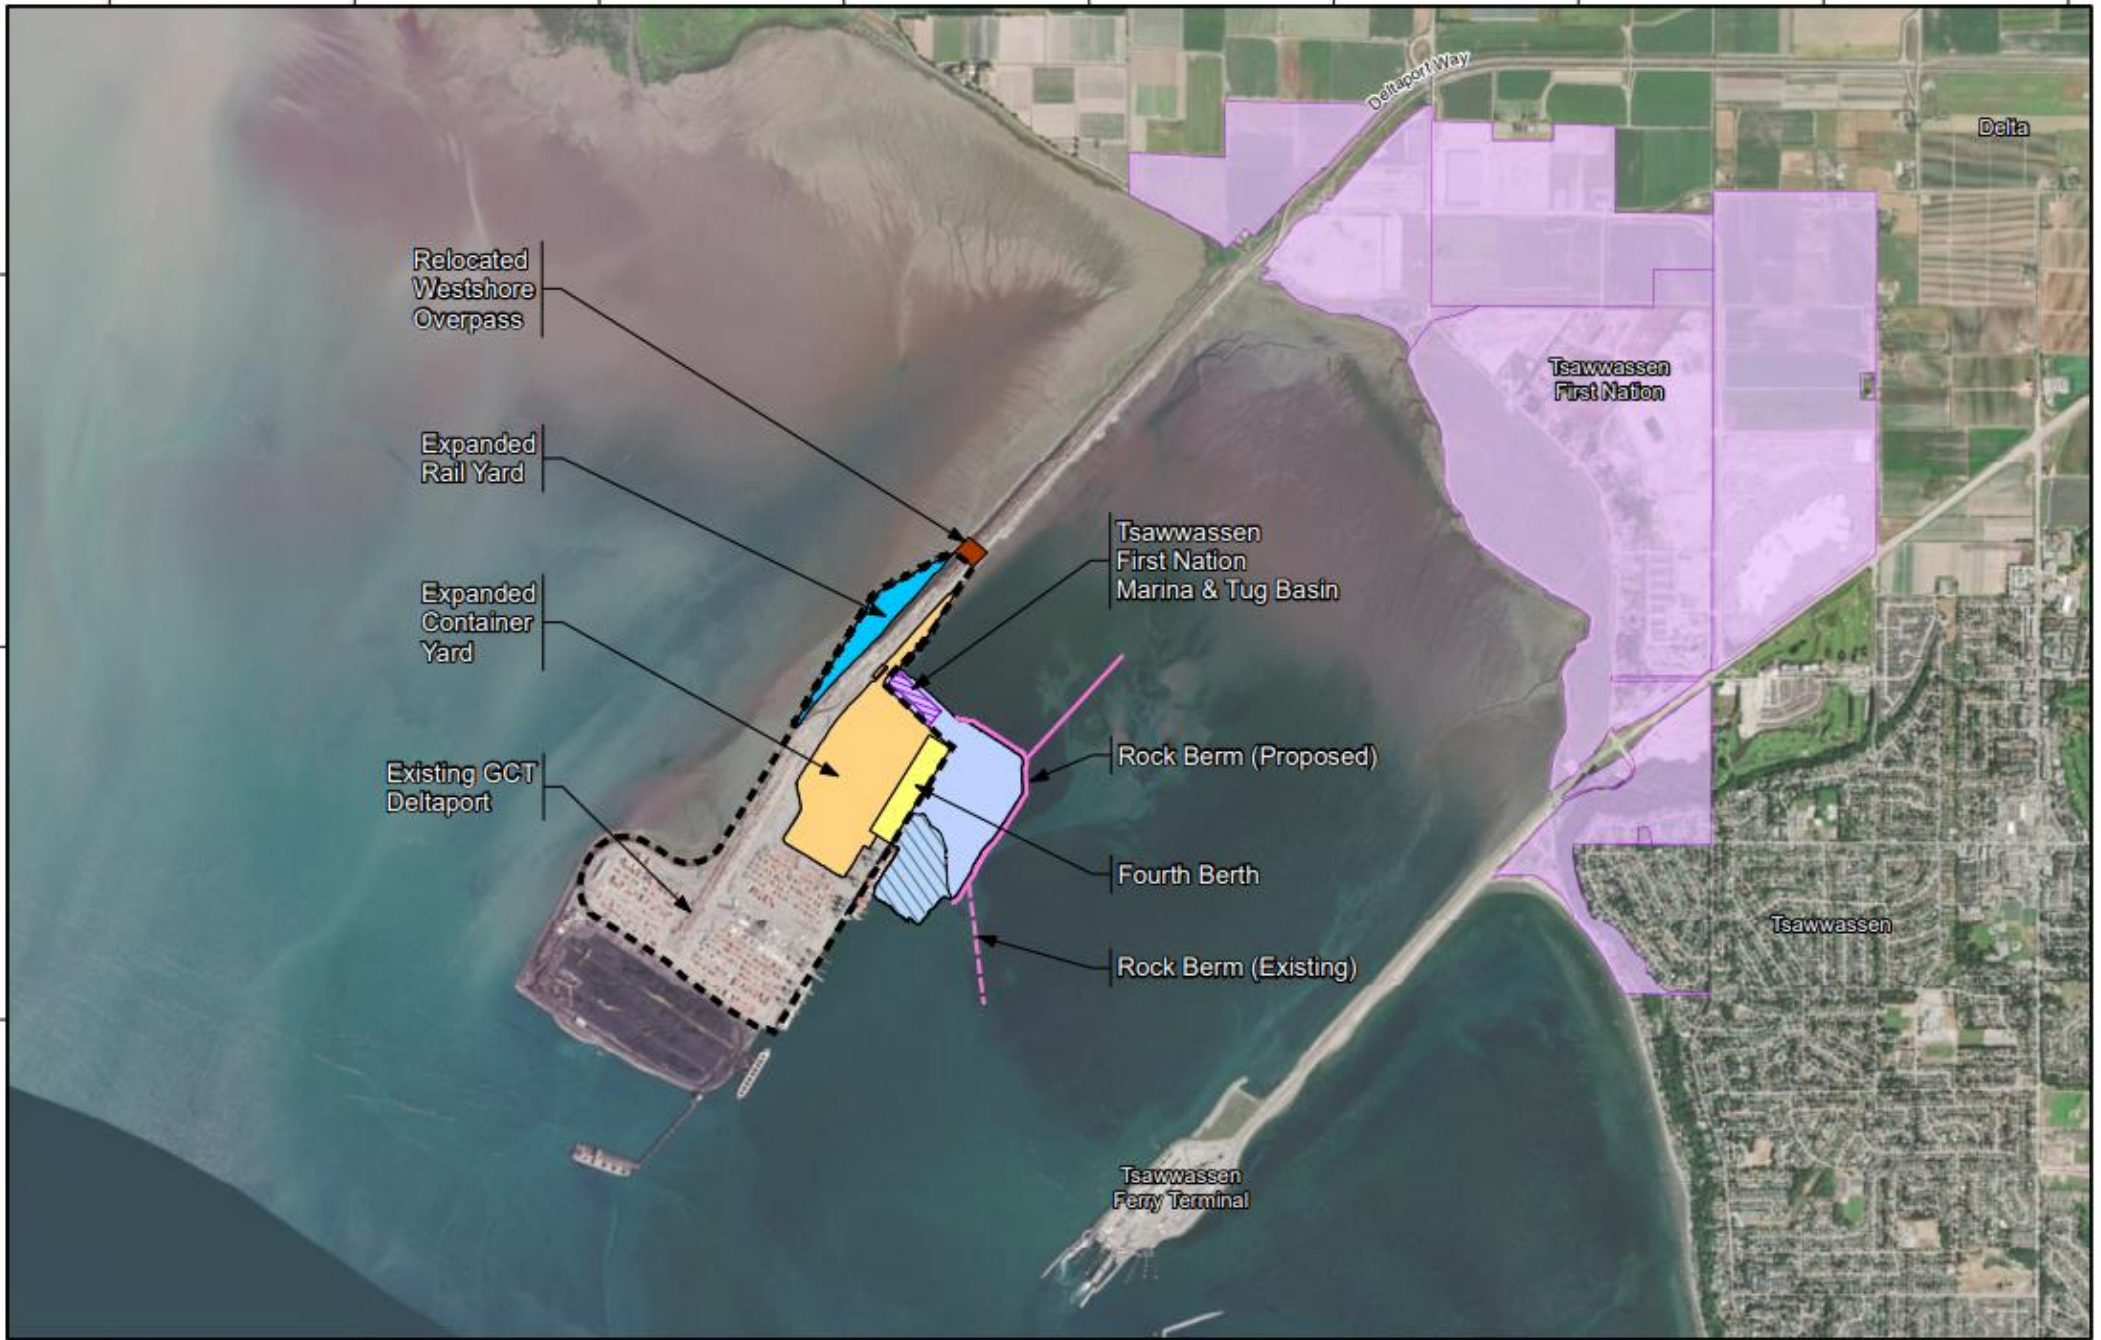 Deltaport Way
Delta
Relocated
Westshore
Overpass
Tsawwassen
First Nation
Expanded
Rail Yard
Tsawwassen
First Nation
Marina & Tug Basin
Expanded
Container
Yard
Rock Berm (Proposed)
Existing GCT
Deltaport
Fourth Berth
Tsawwassen
Rock Berm (Existing)
Tsawwassen
Ferry Terminal